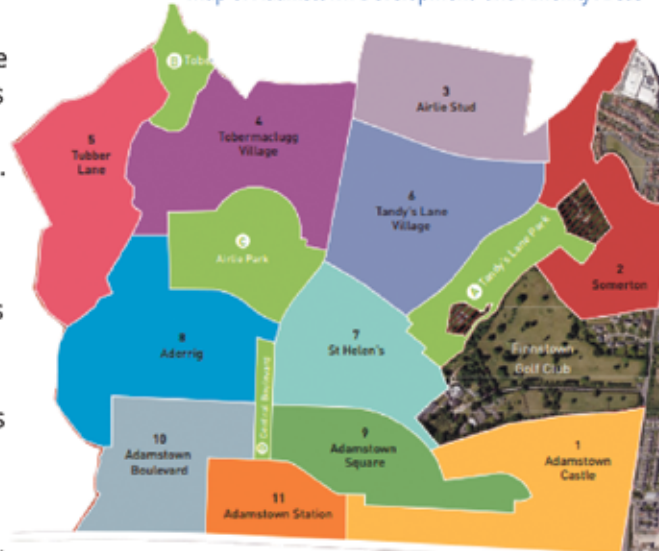 3
Airlie Stud
4
Tobermaclugg
Village
5
Tubber
Lane
6
Tandy's Lane
Village
A Tandy's Lane Park
2
Somerton
C
Airlie Park
7
St Helen's
Finnstown
Golf Club
8
Aderrig
D Central Boulevard
9
Adamstown
Square
10
Adamstown
Boulevard
1
Adamstown
Castle
11
Adamstown Station